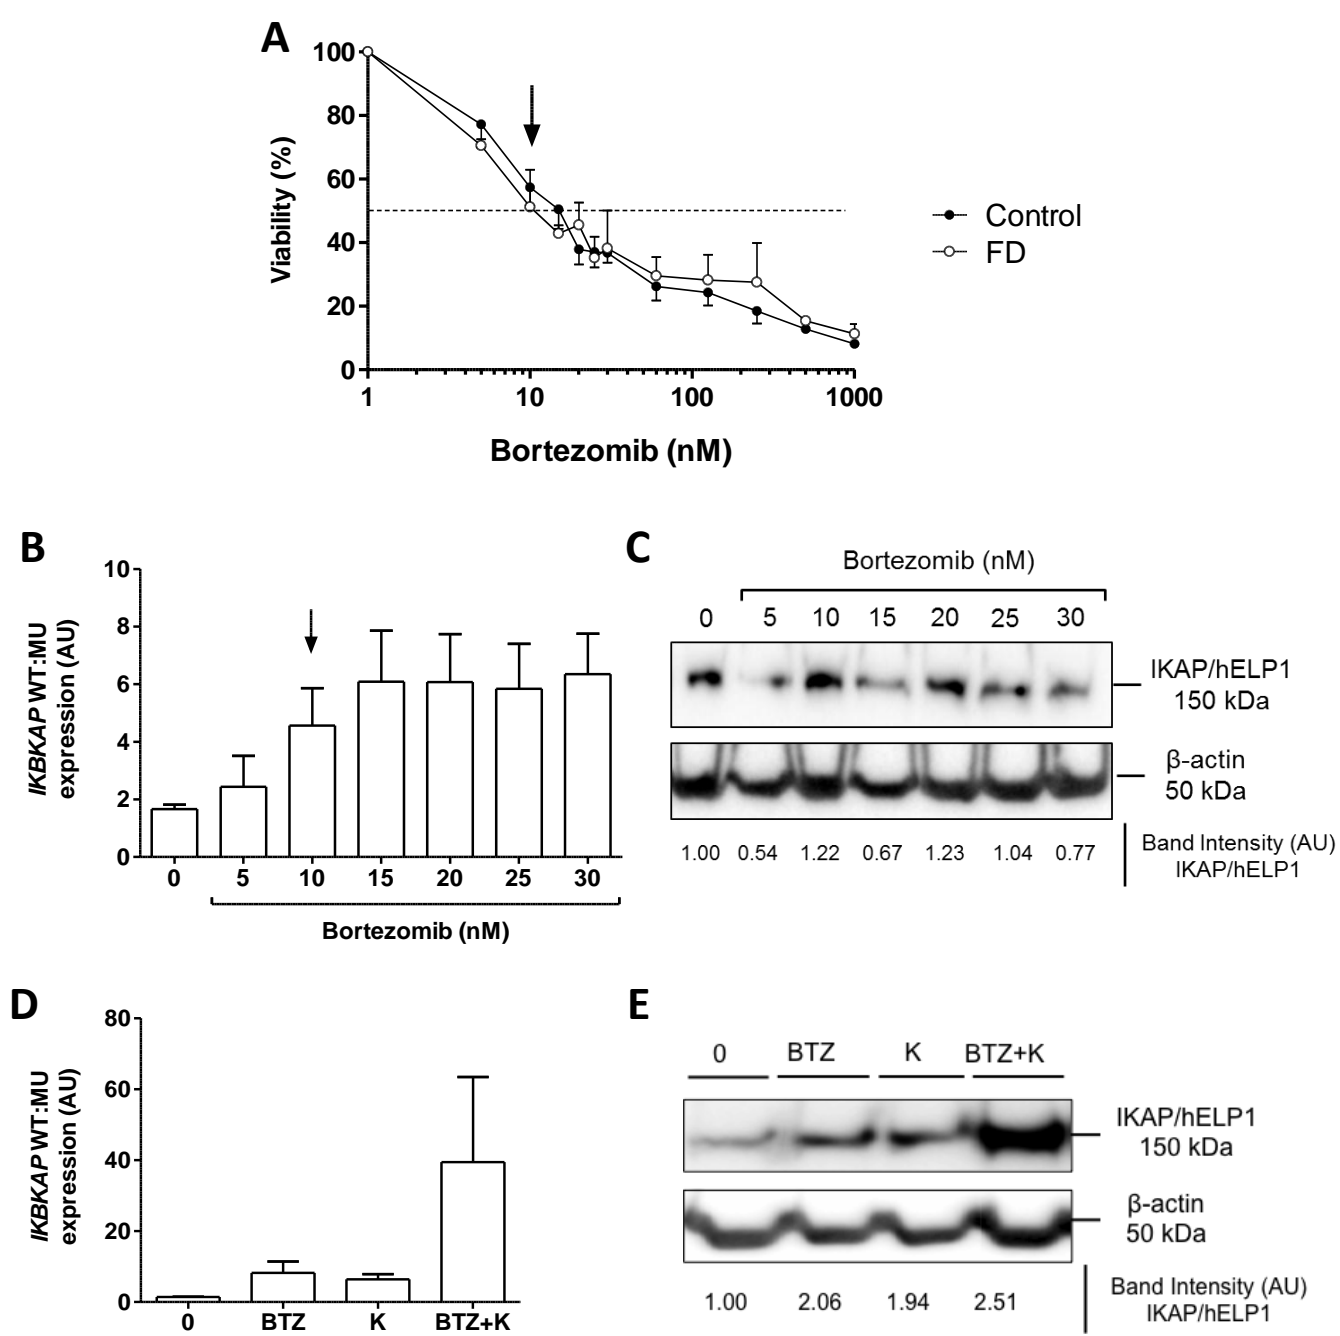 A
100
80
60
40
20
0
Viability (%)
1 10 100 1000
Bortezomib (nM)
Control
FD
B
10
8
6
4
2
0
IKBKAP WT:MU
expression (AU)
0 5 10 15 20 25 30
Bortezomib (nM)
C
Bortezomib (nM)
0 5 10 15 20 25 30
IKAP/hELP1
150 kDa
β-actin
50 kDa
1.00 0.54 1.22 0.67 1.23 1.04 0.77
Band Intensity (AU)
IKAP/hELP1
D
80
60
40
20
0
IKBKAP WT:MU
expression (AU)
0 BTZ K BTZ+K
E
0 BTZ K BTZ+K
IKAP/hELP1
150 kDa
β-actin
50 kDa
1.00 2.06 1.94 2.51
Band Intensity (AU)
IKAP/hELP1